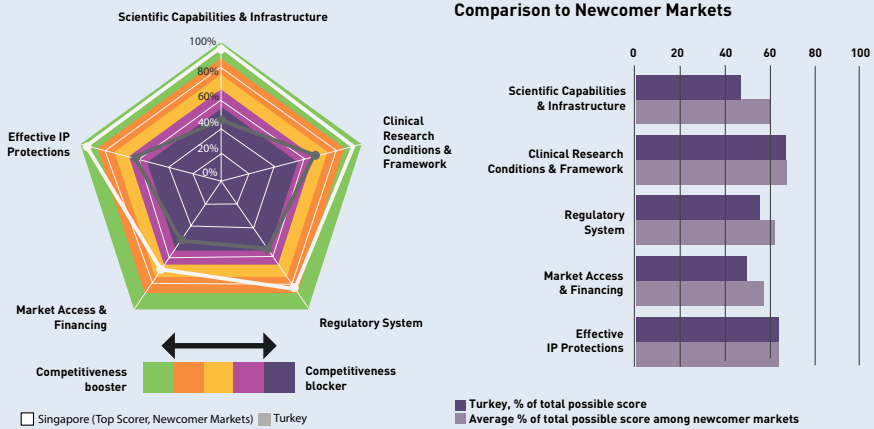 Scientific Capabilities & Infrastructure
100%
80%
60%
40%
20%
0%
Clinical
Research
Conditions &
Framework
Effective IP
Protections
Market Access &
Financing
Regulatory System
Competitiveness
booster
Competitiveness
blocker
Singapore (Top Scorer, Newcomer Markets)
Turkey
Comparison to Newcomer Markets
0 20 40 60 80 100
Scientific Capabilities
& Infrastructure
Clinical Research
Conditions & Framework
Regulatory
System
Market Access
& Financing
Effective
IP Protections
Turkey, % of total possible score
Average % of total possible score among newcomer markets